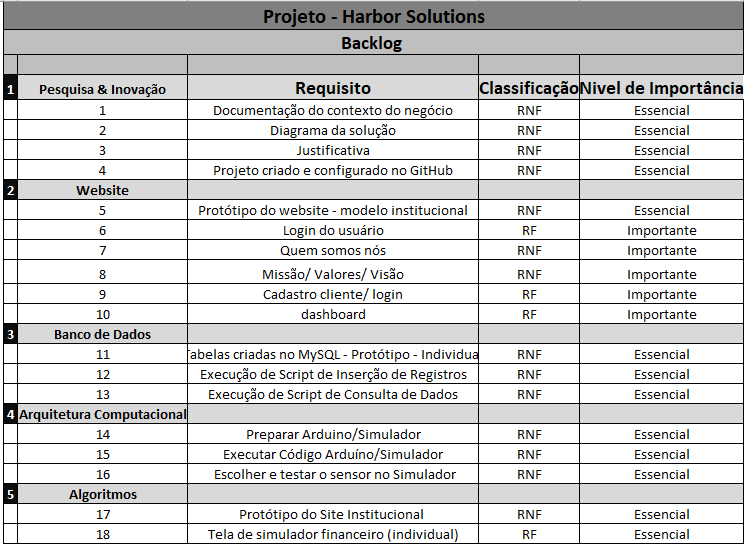 Projeto - Harbor Solutions
Backlog
1 Pesquisa & Inovação Requisito Classificação Nivel de Importância
1 Documentação do contexto do negócio RNF Essencial
2 Diagrama da solução RNF Essencial
3 Justificativa RNF Essencial
4 Projeto criado e configurado no GitHub RNF Essencial
2 Website
5 Protótipo do website - modelo institucional RNF Essencial
6 Login do usuário RF Importante
7 Quem somos nós RNF Importante
8 Missão/ Valores/ Visão RNF Importante
9 Cadastro cliente/ login RF Importante
10 dashboard RF Importante
3 Banco de Dados
11 Tabelas criadas no MySQL - Protótipo - Individua RNF Essencial
12 Execução de Script de Inserção de Registros RNF Essencial
13 Execução de Script de Consulta de Dados RNF Essencial
4 Arquitetura Computacional
14 Preparar Arduino/Simulador RNF Essencial
15 Executar Código Arduíno/Simulador RNF Essencial
16 Escolher e testar o sensor no Simulador RNF Essencial
5 Algoritmos
17 Protótipo do Site Institucional RNF Essencial
18 Tela de simulador financeiro (individual) RF Essencial